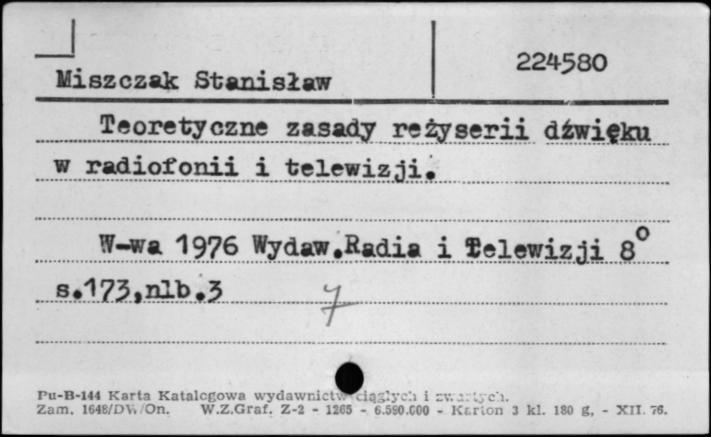 224580
Miszczak Stanisław
Teoretyczne zasady reżyserii dźwięku
w radiofonii i telewizji.
W-wa 1976 Wydaw.Radia i Telewizji 8°
s.173,nlb.3
7
Pu-B-144 Karta Katalogowa wydawnictw ciągłych i zwartych.
Zam. 1648/DW/On. W.Z.Graf. Z-2 - 1265 - 6.590.000 - Karton 3 kl. 180 g, - XII. 76.